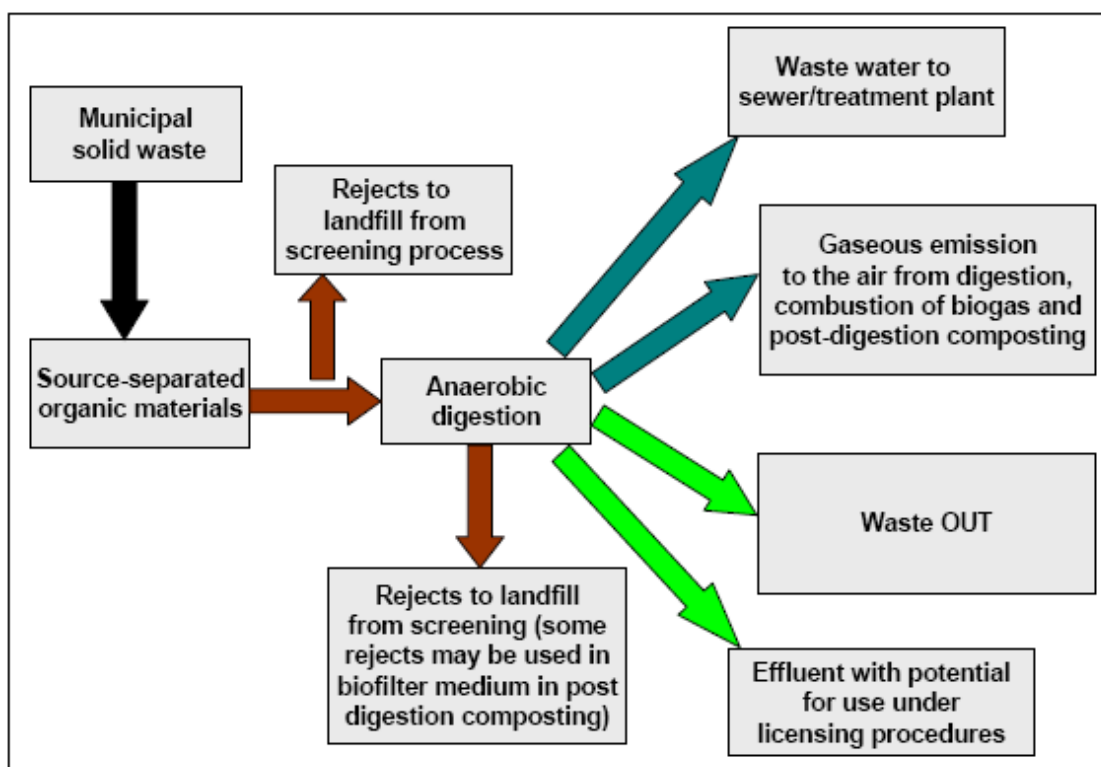 Municipal
solid waste
Source-separated
organic materials
Rejects to
landfill from
screening process
Anaerobic
digestion
Rejects to landfill
from screening (some
rejects may be used in
biofilter medium in post
digestion composting)
Waste water to
sewer/treatment plant
Gaseous emission
to the air from digestion,
combustion of biogas and
post-digestion composting
Waste OUT
Effluent with potential
for use under
licensing procedures